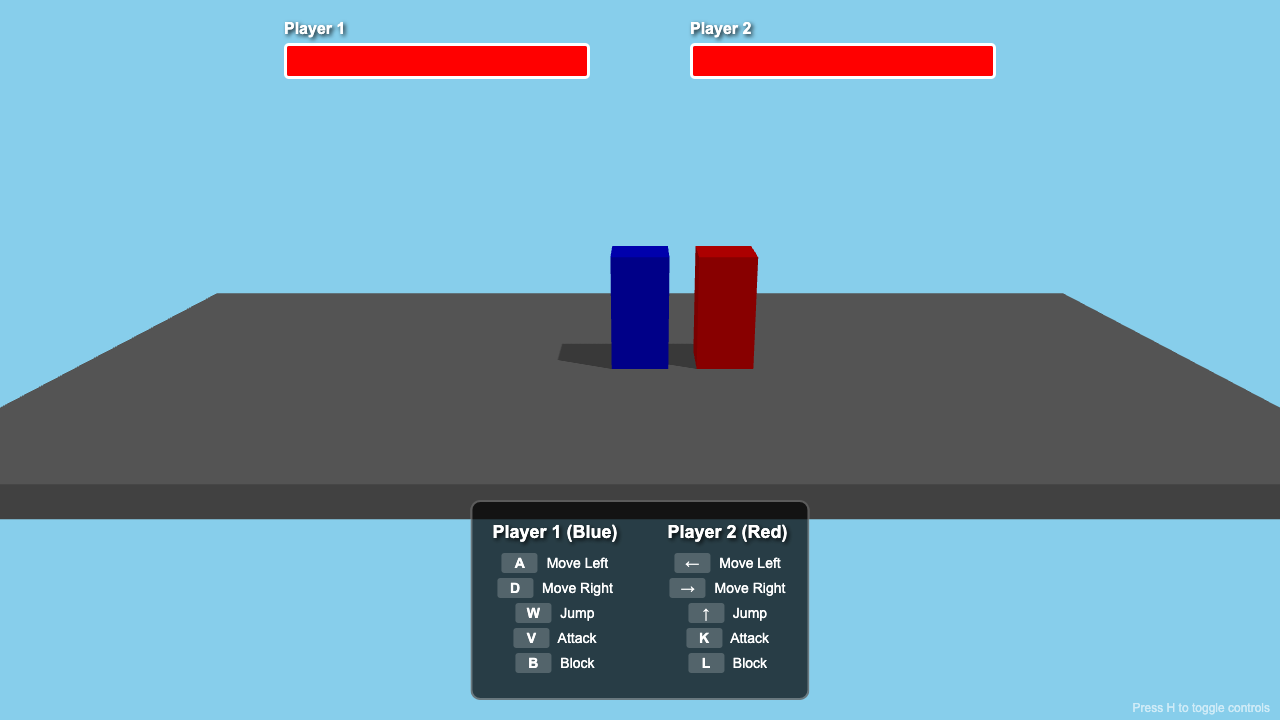 Player 1
Player 2
Player 1 (Blue)
A Move Left
D Move Right
W Jump
V Attack
B Block
Player 2 (Red)
← Move Left
→ Move Right
↑ Jump
K Attack
L Block
Press H to toggle controls